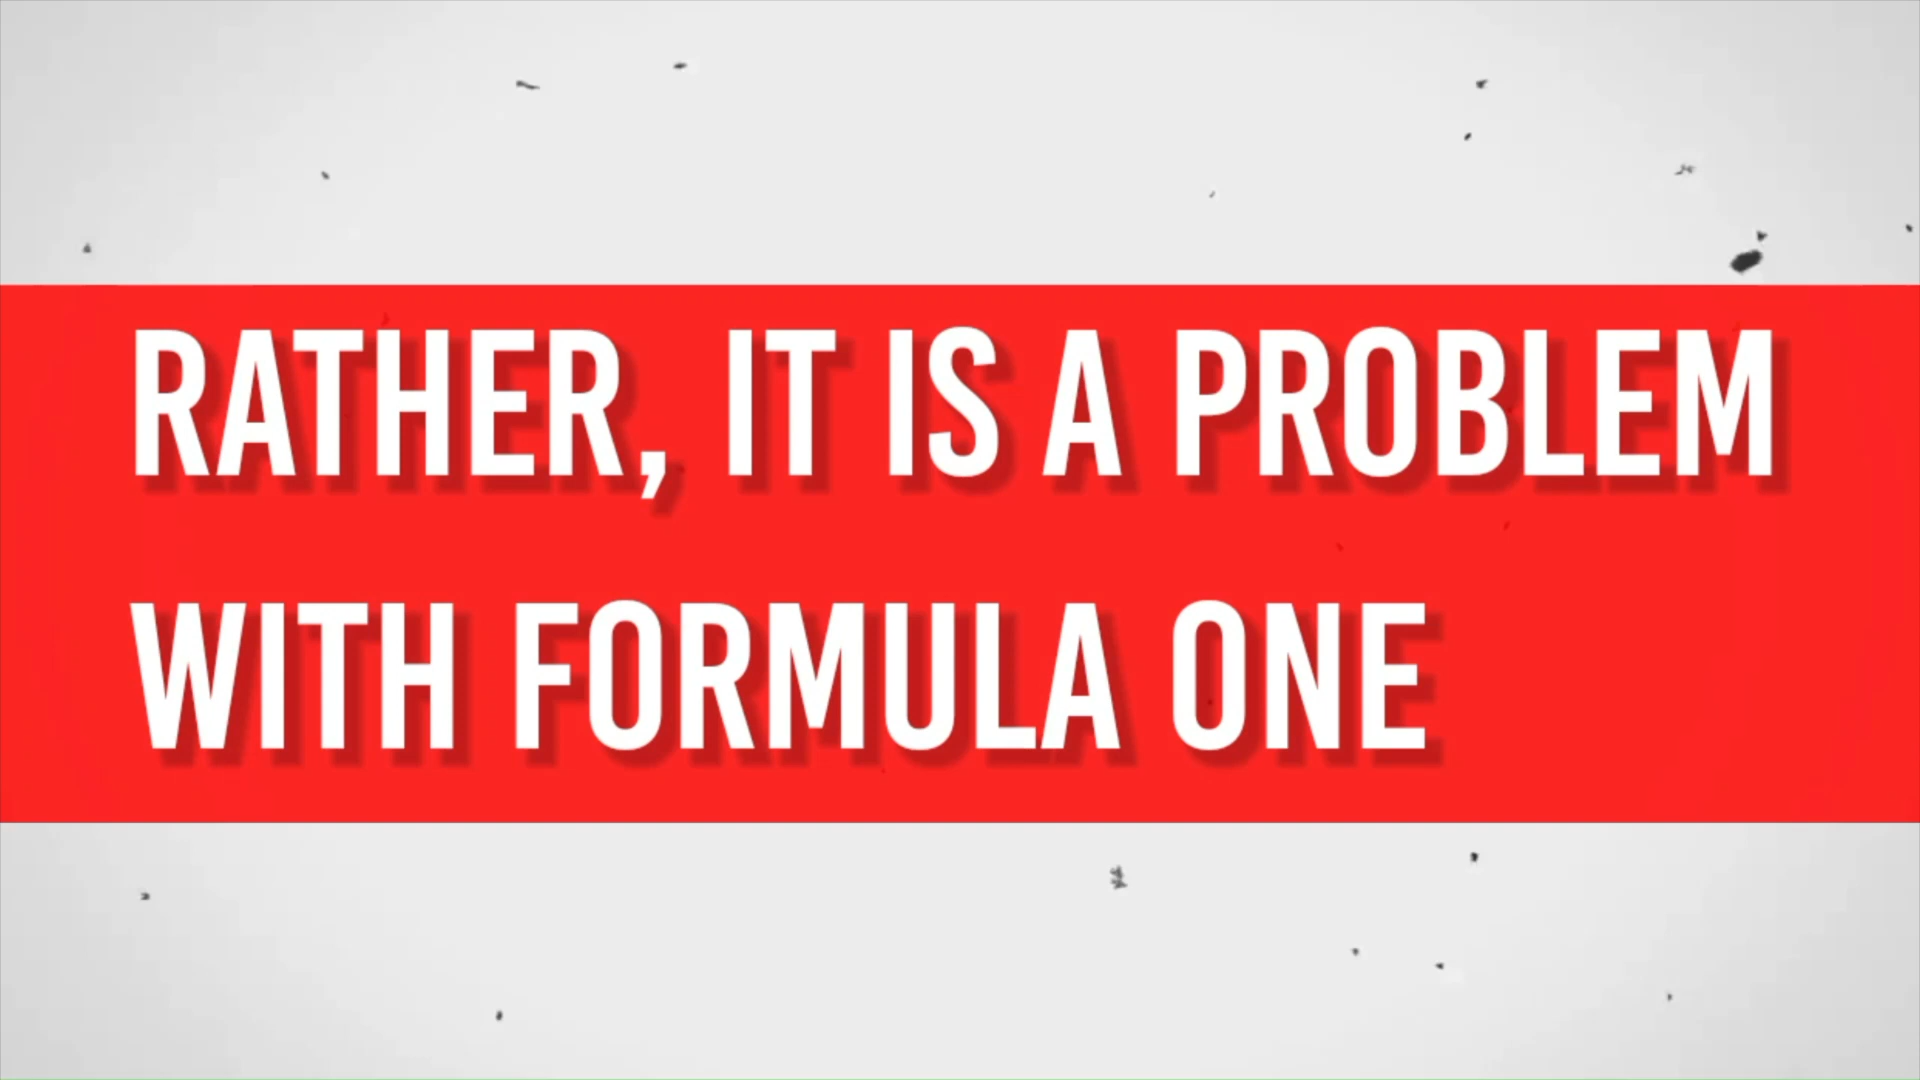 RATHER, IT IS A PROBLEM
WITH FORMULA ONE